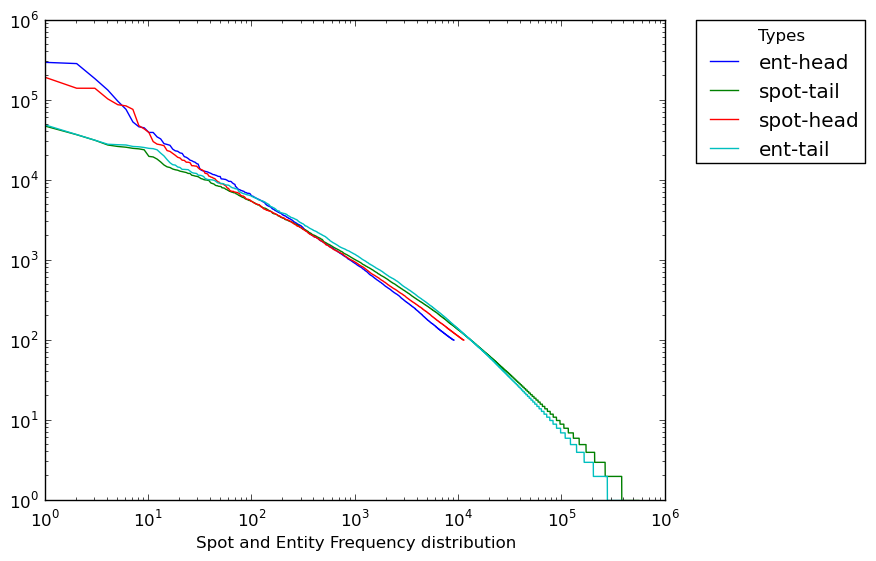 10^6
10^5
10^4
10^3
10^2
10^1
10^0
10^0 10^1 10^2 10^3 10^4 10^5 10^6
Spot and Entity Frequency distribution
Types
ent-head
spot-tail
spot-head
ent-tail